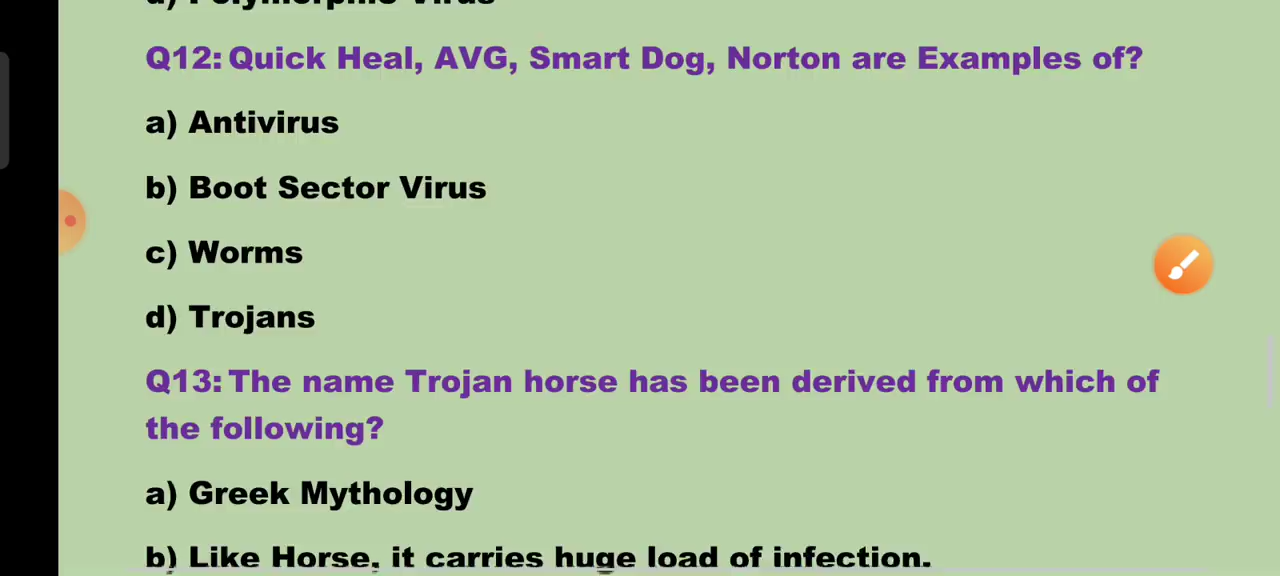 d) Polymorphic Virus
Q12: Quick Heal, AVG, Smart Dog, Norton are Examples of?
a) Antivirus
b) Boot Sector Virus
c) Worms
d) Trojans
Q13: The name Trojan horse has been derived from which of
the following?
a) Greek Mythology
b) Like Horse, it carries huge load of infection.